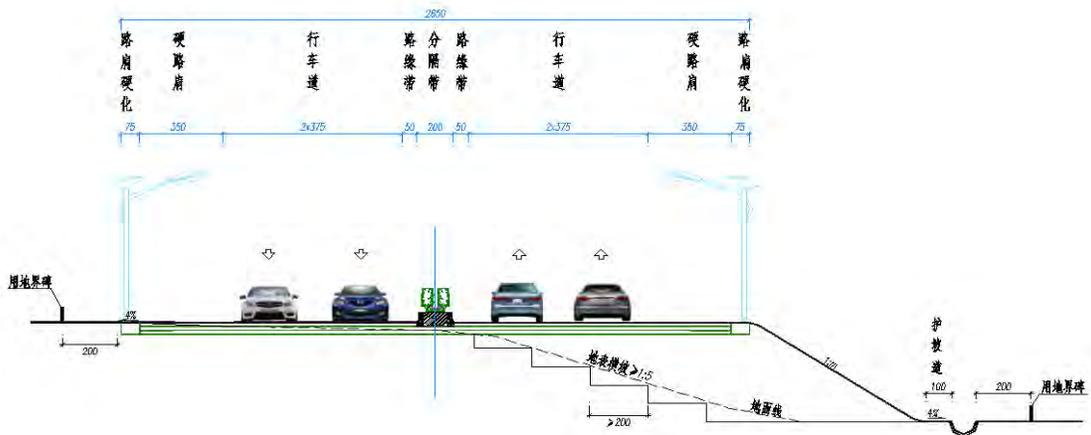 2650
路肩硬化
硬路肩
行车道
路缘带
分隔带
路缘带
行车道
硬路肩
路肩硬化
75
350
2x375
50
200
50
2x375
350
75
用地界碑
4%
200
地表横坡≥1:5
≥200
地面线
1:m
护坡道
100
200
4%
用地界碑